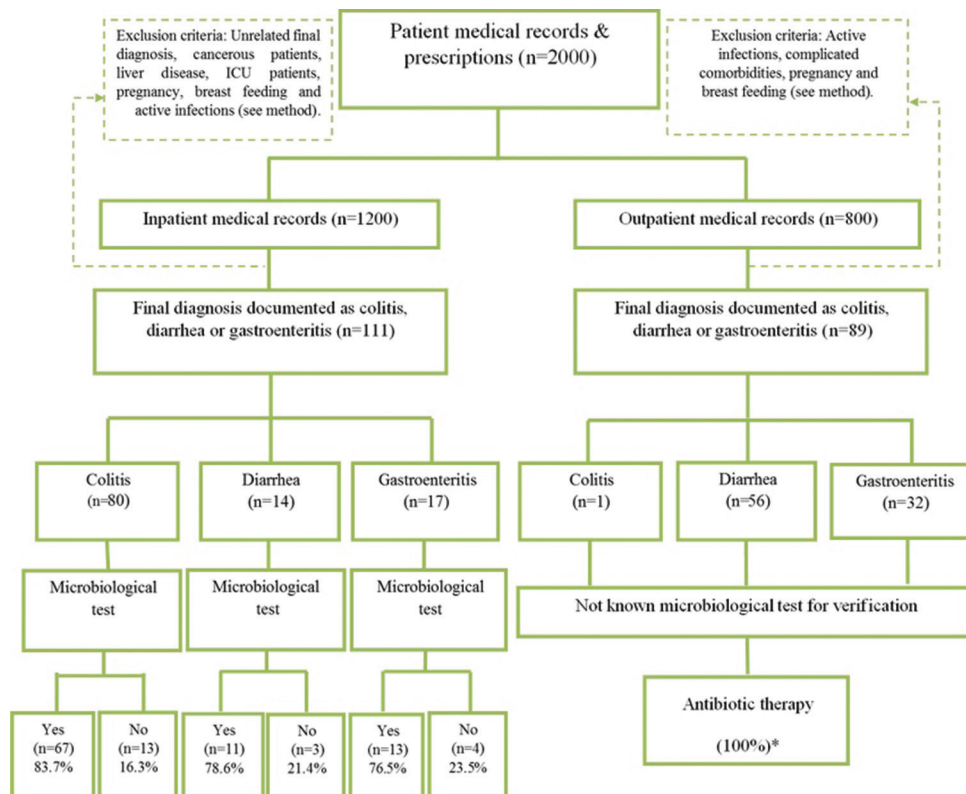 Exclusion criteria: Unrelated final
diagnosis, cancerous patients,
liver disease, ICU patients,
pregnancy, breast feeding and
active infections (see method).
Patient medical records &
prescriptions (n=2000)
Exclusion criteria: Active
infections, complicated
comorbidities, pregnancy and
breast feeding (see method).
Inpatient medical records (n=1200)
Outpatient medical records (n=800)
Final diagnosis documented as colitis,
diarrhea or gastroenteritis (n=111)
Final diagnosis documented as colitis,
diarrhea or gastroenteritis (n=89)
Colitis
(n=80)
Diarrhea
(n=14)
Gastroenteritis
(n=17)
Colitis
(n=1)
Diarrhea
(n=56)
Gastroenteritis
(n=32)
Microbiological
test
Microbiological
test
Microbiological
test
Not known microbiological test for verification
Yes
(n=67)
83.7%
No
(n=13)
16.3%
Yes
(n=11)
78.6%
No
(n=3)
21.4%
Yes
(n=13)
76.5%
No
(n=4)
23.5%
Antibiotic therapy
(100%)*